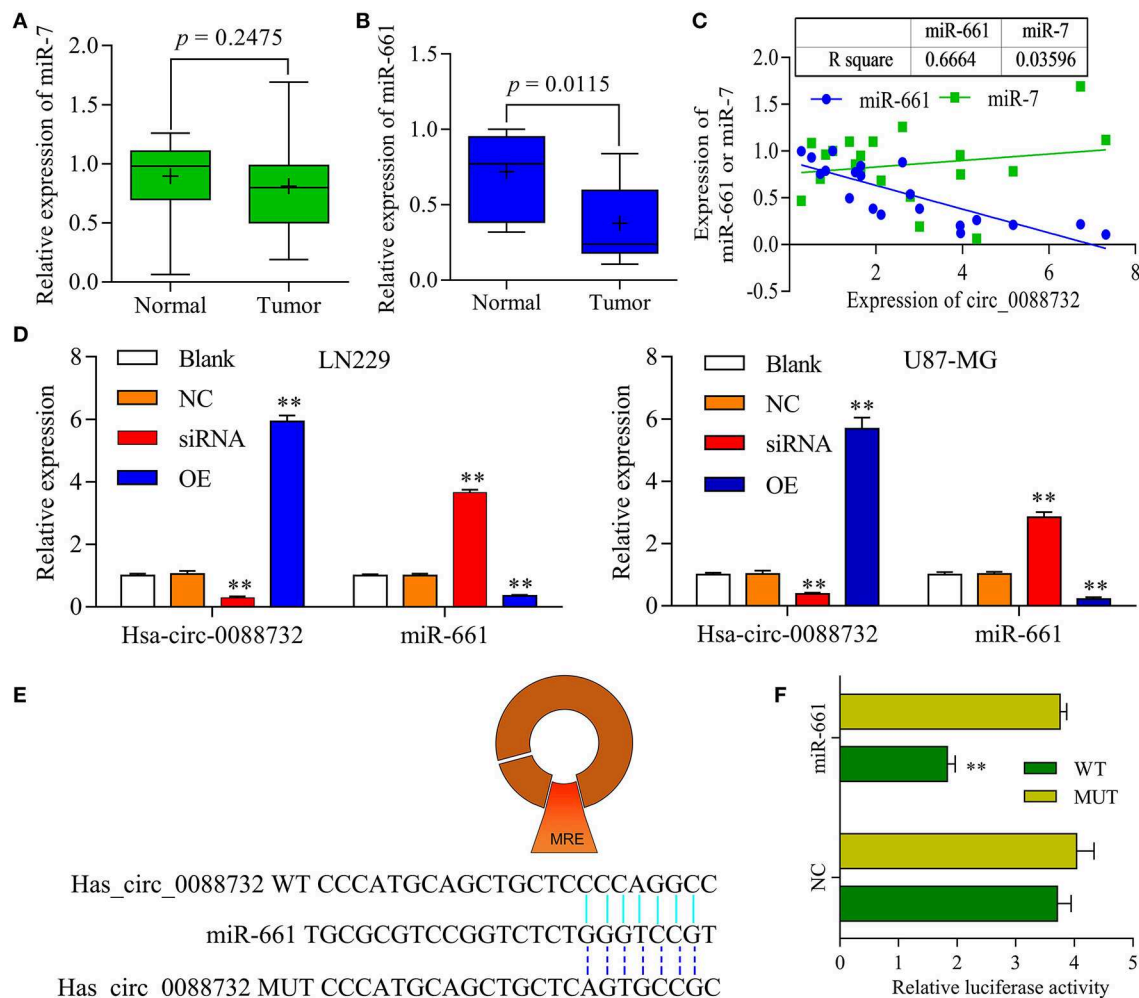 A
Relative expression of miR-7
2.0
1.5
1.0
0.5
0.0
p = 0.2475
Normal Tumor
B
Relative expression of miR-661
1.5
1.0
0.5
0.0
p = 0.0115
Normal Tumor
C
miR-661 miR-7
R square 0.6664 0.03596
miR-661 miR-7
Expression of
miR-661 or miR-7
2.0
1.5
1.0
0.5
0.0
-0.5
2 4 6 8
Expression of circ_0088732
D
LN229
Relative expression
8
6
4
2
0
Blank
NC
siRNA
OE
**
**
**
**
Hsa-circ-0088732 miR-661
U87-MG
Relative expression
8
6
4
2
0
Blank
NC
siRNA
OE
**
**
**
**
Hsa-circ-0088732 miR-661
E
MRE
Has_circ_0088732 WT CCCATGCAGCTGCTCCCCAGGCC
miR-661 TGCGCGTCCGGTCTCTGGGTCCGT
Has_circ_0088732 MUT CCCATGCAGCTGCTCAGTGCCGC
F
miR-661
NC
**
WT
MUT
0 1 2 3 4 5
Relative luciferase activity